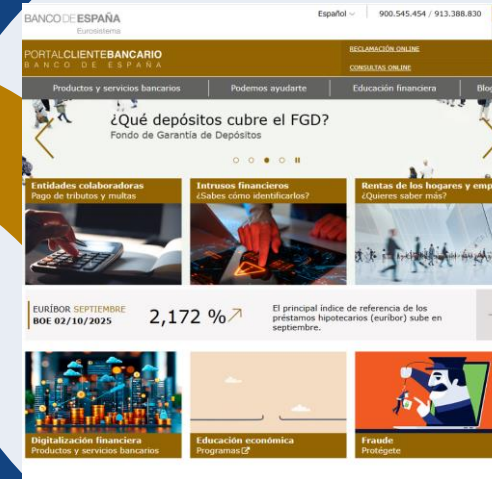 BANCO DE ESPAÑA
Eurosistema
Español
900.545.454 / 913.388.830
PORTALCLIENTEBANCARIO
BANCO DE ESPAÑA
RECLAMACIÓN ONLINE
CONSULTAS ONLINE
Productos y servicios bancarios
Podemos ayudarte
Educación financiera
Blog
¿Qué depósitos cubre el FGD?
Fondo de Garantía de Depósitos
Entidades colaboradoras
Pago de tributos y multas
Intrusos financieros
¿Sabes cómo identificarlos?
Rentas de los hogares y emp
¿Quieres saber más?
EURÍBOR SEPTIEMBRE
BOE 02/10/2025
2,172 %
El principal índice de referencia de los
préstamos hipotecarios (euríbor) sube en
septiembre.
Digitalización financiera
Productos y servicios bancarios
Educación económica
Programas
Fraude
Protégete